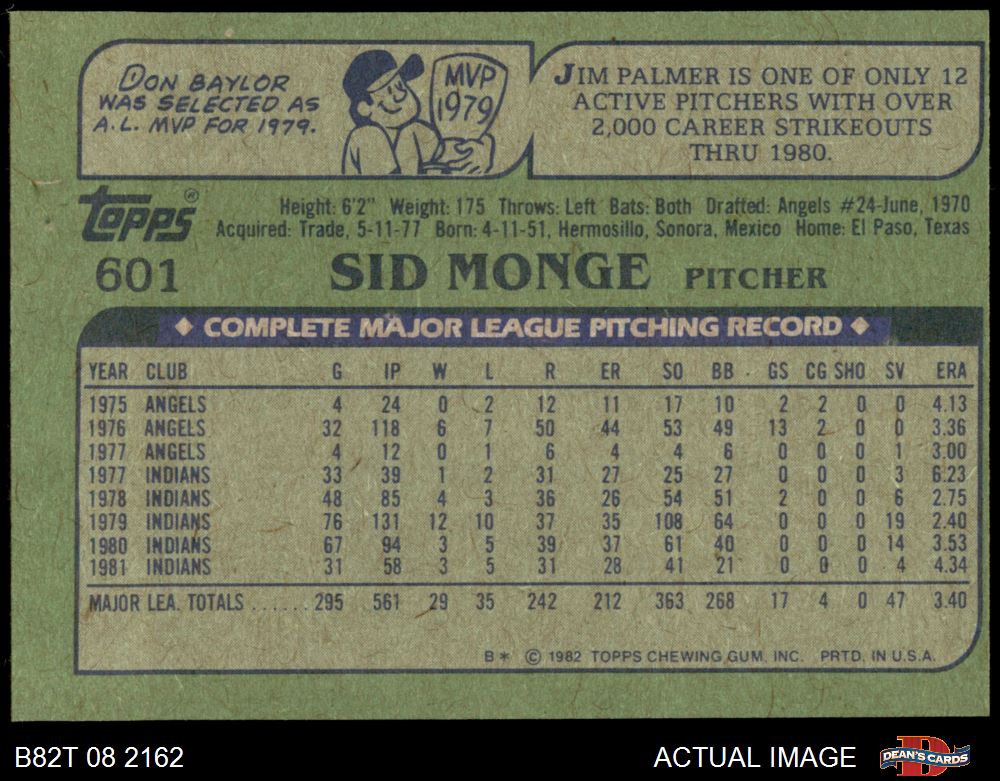 DON BAYLOR
WAS SELECTED AS
A.L. MVP FOR 1979.
MVP
1979
JIM PALMER IS ONE OF ONLY 12
ACTIVE PITCHERS WITH OVER
2,000 CAREER STRIKEOUTS
THRU 1980.
Topps®
Height: 6'2" Weight: 175 Throws: Left Bats: Both Drafted: Angels #24-June, 1970
Acquired: Trade, 5-11-77 Born: 4-11-51, Hermosillo, Sonora, Mexico Home: El Paso, Texas
601 SID MONGE PITCHER
COMPLETE MAJOR LEAGUE PITCHING RECORD
YEAR CLUB G IP W L R ER SO BB GS CG SHO SV ERA
1975 ANGELS 4 24 0 2 12 11 17 10 2 2 0 0 4.13
1976 ANGELS 32 118 6 7 50 44 53 49 13 2 0 0 3.36
1977 ANGELS 4 12 0 1 6 4 4 6 0 0 0 1 3.00
1977 INDIANS 33 39 1 2 31 27 25 27 0 0 0 3 6.23
1978 INDIANS 48 85 4 3 36 26 54 51 2 0 0 6 2.75
1979 INDIANS 76 131 12 10 37 35 108 64 0 0 0 19 2.40
1980 INDIANS 67 94 3 5 39 37 61 40 0 0 0 14 3.53
1981 INDIANS 31 58 3 5 31 28 41 21 0 0 0 4 4.34
MAJOR LEA. TOTALS ...... 295 561 29 35 242 212 363 268 17 4 0 47 3.40
B* © 1982 TOPPS CHEWING GUM, INC. PRTD. IN U.S.A.
B82T 08 2162 ACTUAL IMAGE DEAN'S CARDS